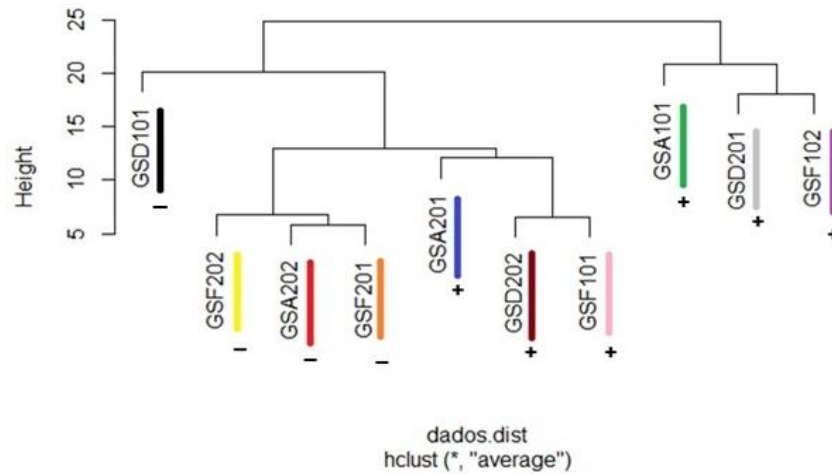 25
20
15
10
5
Height
GSD101
–
GSF202
–
GSA202
–
GSF201
–
GSA201
+
GSD202
+
GSF101
+
GSA101
+
GSD201
+
GSF102
+
dados.dist
hclust (*, "average")